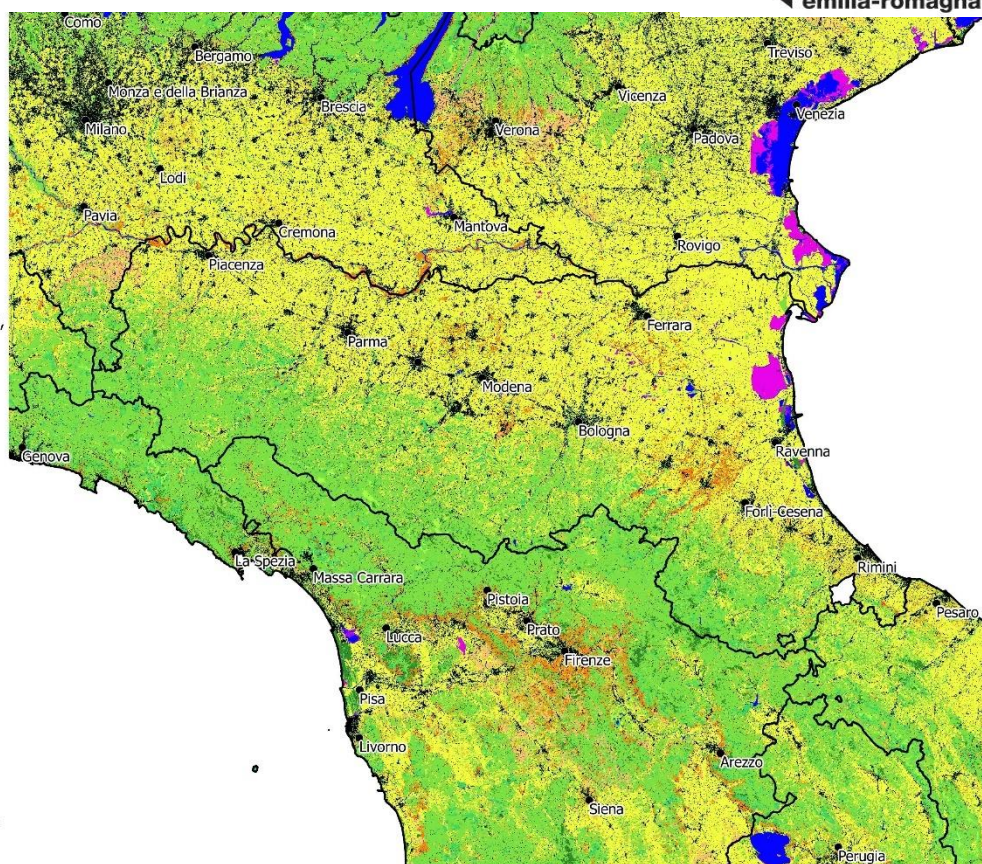 emilia-romagna
Como
Bergamo
Treviso
Monza e della Brianza
Brescia
Vicenza
Venezia
Milano
Verona
Padova
Lodi
Pavia
Cremona
Mantova
Rovigo
Piacenza
Ferrara
Parma
Modena
Bologna
Ravenna
Genova
Forlì-Cesena
La Spezia
Massa Carrara
Rimini
Pistoia
Pesaro
Prato
Lucca
Firenze
Pisa
Livorno
Arezzo
Siena
Perugia